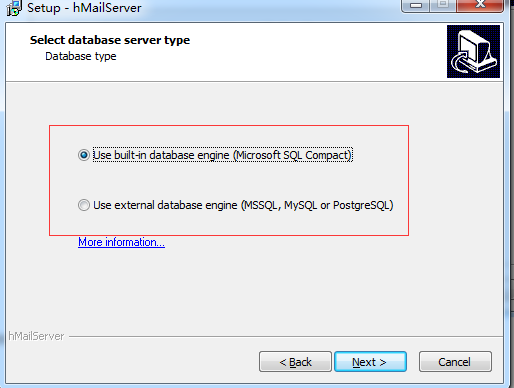 Setup - hMailServer
Select database server type
Database type
Use built-in database engine (Microsoft SQL Compact)
Use external database engine (MSSQL, MySQL or PostgreSQL)
More information...
hMailServer
< Back
Next >
Cancel